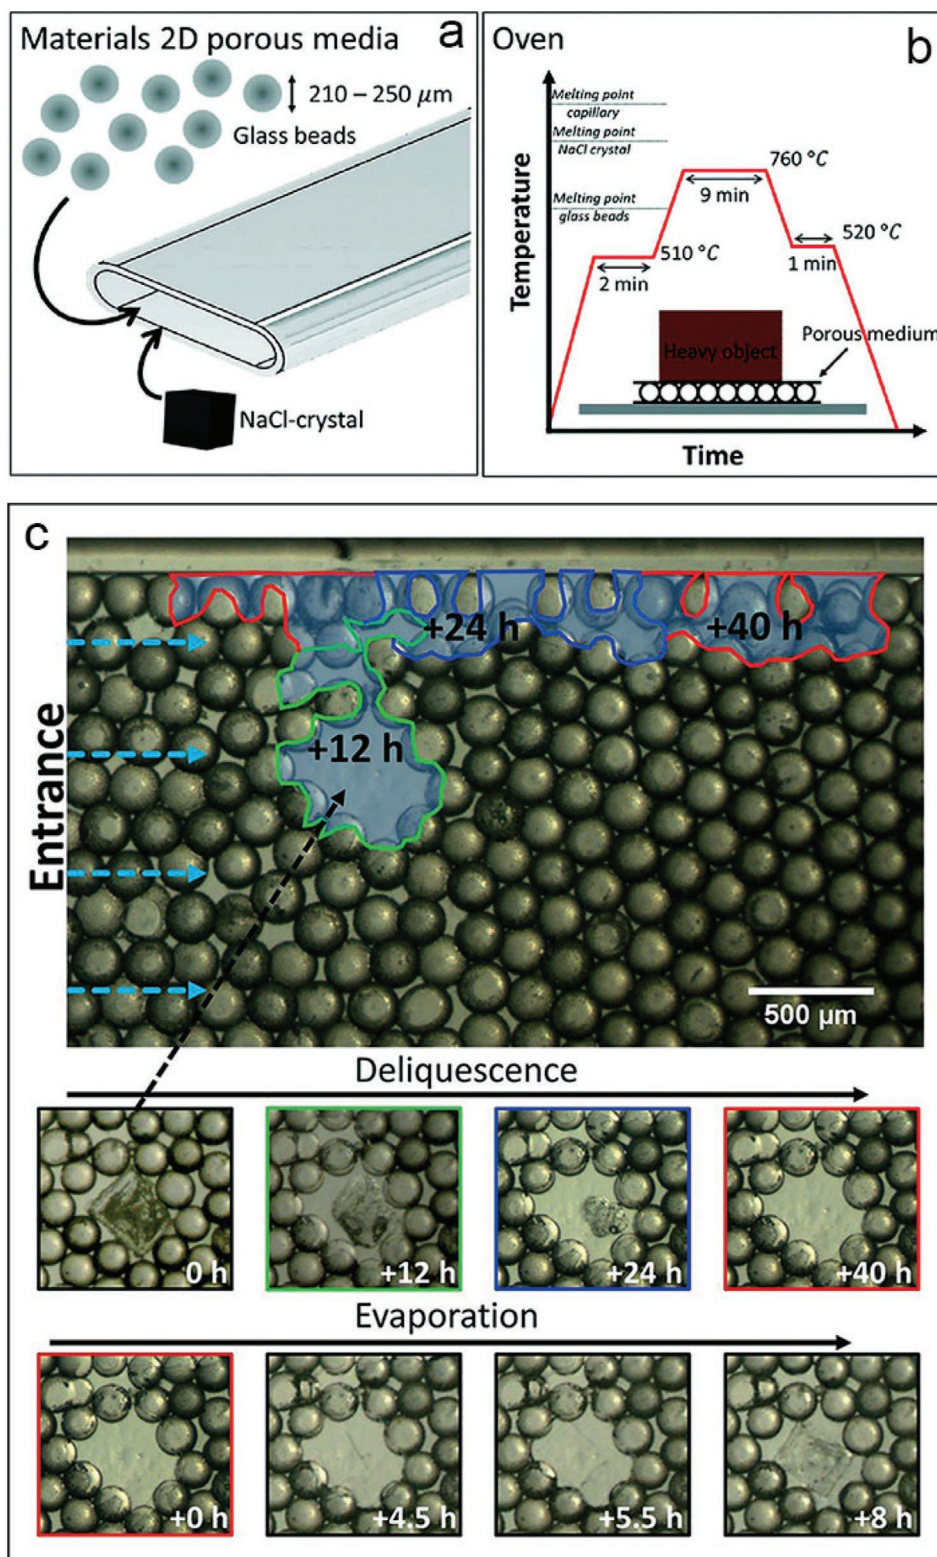 Materials 2D porous media
a
210 – 250 μm
Glass beads
NaCl-crystal
Oven
b
Melting point
capillary
Melting point
NaCl crystal
Melting point
glass beads
760 °C
9 min
510 °C
2 min
520 °C
1 min
Temperature
Heavy object
Porous medium
Time
c
Entrance
+24 h
+40 h
+12 h
500 μm
Deliquescence
0 h
+12 h
+24 h
+40 h
Evaporation
+0 h
+4.5 h
+5.5 h
+8 h